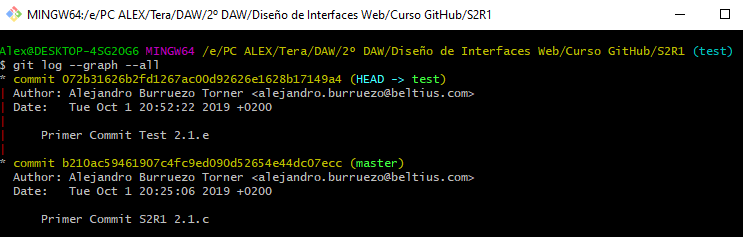 MINGW64:/e/PC ALEX/Tera/DAW/2º DAW/Diseño de Interfaces Web/Curso GitHub/S2R1
Alex@DESKTOP-4SG20G6 MINGW64 /e/PC ALEX/Tera/DAW/2º DAW/Diseño de Interfaces Web/Curso GitHub/S2R1 (test)
$ git log --graph --all
* commit 072b31626b2fd1267ac00d92626e1628b17149a4 (HEAD -> test)
| Author: Alejandro Burruezo Torner <alejandro.burruezo@beltius.com>
| Date:   Tue Oct 1 20:52:22 2019 +0200
|
|     Primer Commit Test 2.1.e
|
* commit b210ac59461907c4fc9ed090d52654e44dc07ecc (master)
  Author: Alejandro Burruezo Torner <alejandro.burruezo@beltius.com>
  Date:   Tue Oct 1 20:25:06 2019 +0200

      Primer Commit S2R1 2.1.c